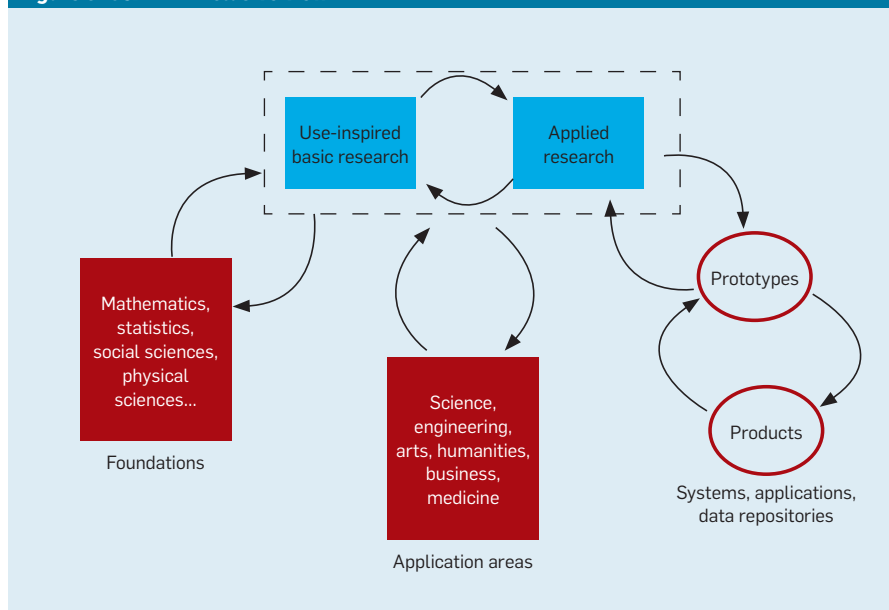 Use-inspired
basic research
Applied
research
Mathematics,
statistics,
social sciences,
physical
sciences...
Foundations
Science,
engineering,
arts, humanities,
business,
medicine
Application areas
Prototypes
Products
Systems, applications,
data repositories